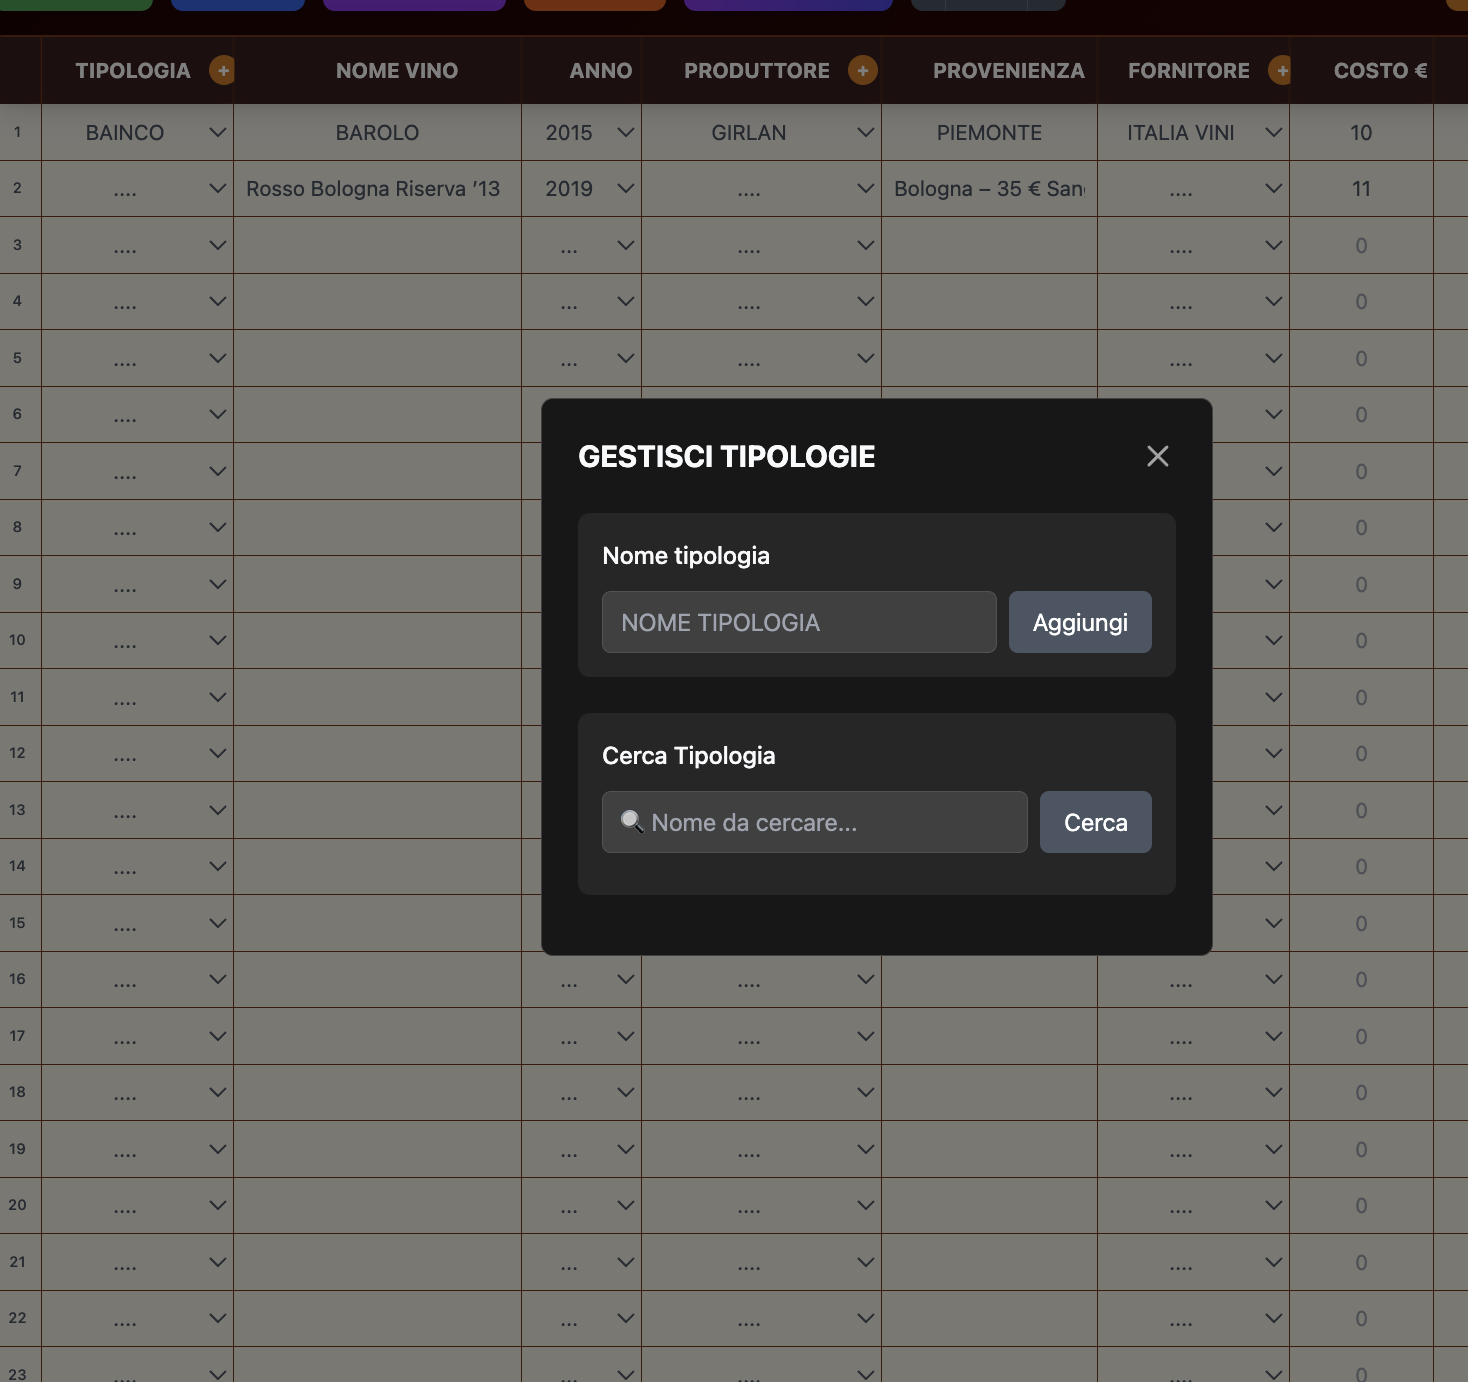 TIPOLOGIA + NOME VINO ANNO PRODUTTORE + PROVENIENZA FORNITORE + COSTO €
1 BAINCO BAROLO 2015 GIRLAN PIEMONTE ITALIA VINI 10
2 .... Rosso Bologna Riserva '13 2019 .... Bologna – 35 € San .... 11
3 .... ... .... .... 0
4 .... ... .... .... 0
5 .... ... .... .... 0
6 .... 0
7 .... 0
8 .... 0
9 .... 0
10 .... 0
11 .... 0
12 .... 0
13 .... 0
14 .... 0
15 .... 0
16 .... ... .... .... 0
17 .... ... .... .... 0
18 .... ... .... .... 0
19 .... ... .... .... 0
20 .... ... .... .... 0
21 .... ... .... .... 0
22 .... ... .... .... 0
23 .... ... .... .... 0
GESTISCI TIPOLOGIE
Nome tipologia
NOME TIPOLOGIA Aggiungi
Cerca Tipologia
🔍 Nome da cercare... Cerca